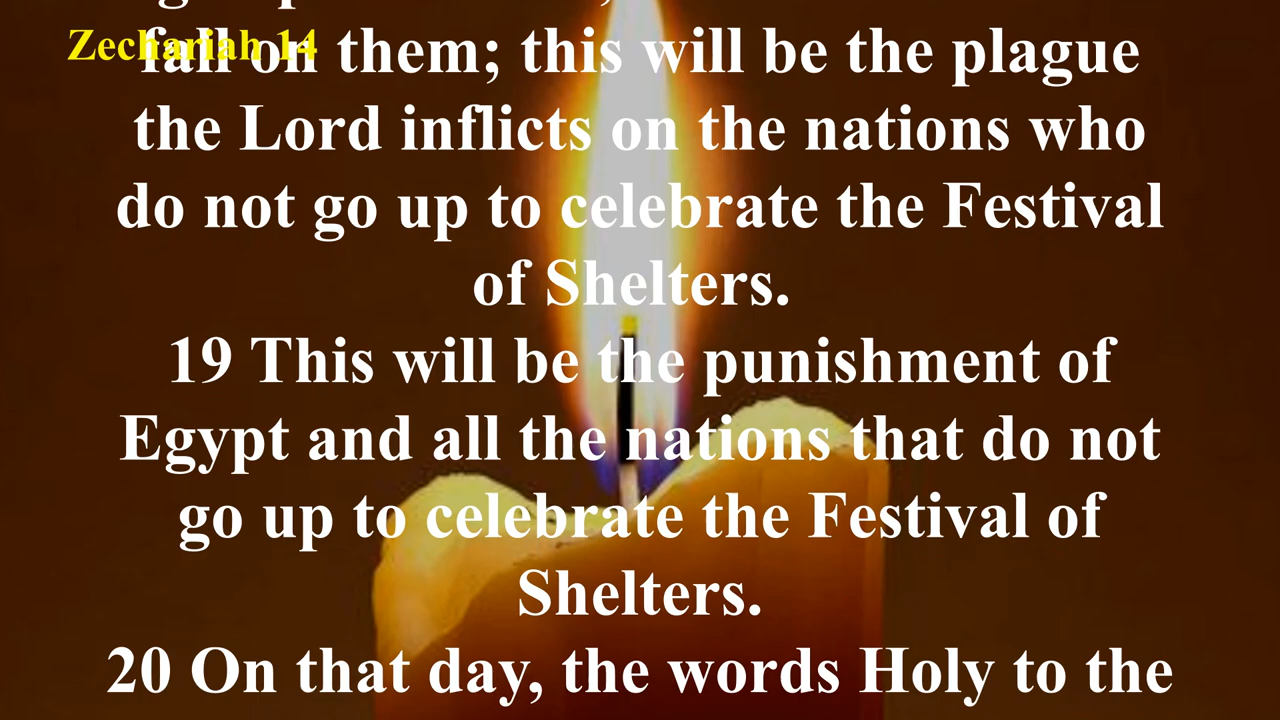 Zechariah 14
fall on them; this will be the plague
the Lord inflicts on the nations who
do not go up to celebrate the Festival
of Shelters.
19 This will be the punishment of
Egypt and all the nations that do not
go up to celebrate the Festival of
Shelters.
20 On that day, the words Holy to the